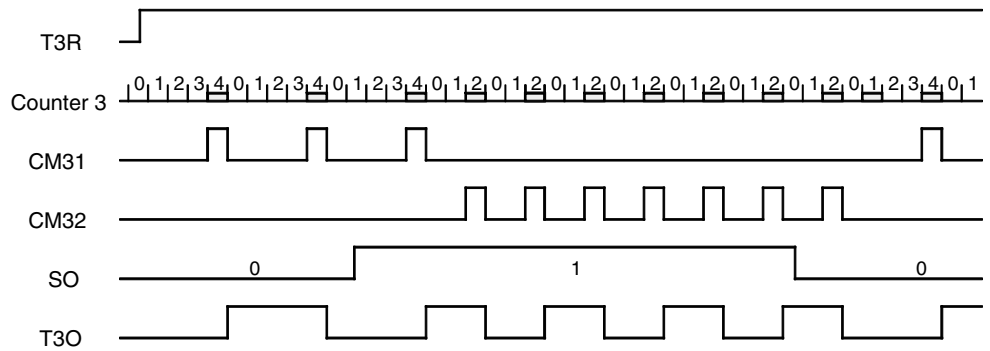 T3R
Counter 3 0 1 2 3 4 0 1 2 3 4 0 1 2 3 4 0 1 2 0 1 2 0 1 2 0 1 2 0 1 2 0 1 2 0 1 2 0 1 2 3 4 0 1
CM31
CM32
SO 0 1 0
T3O